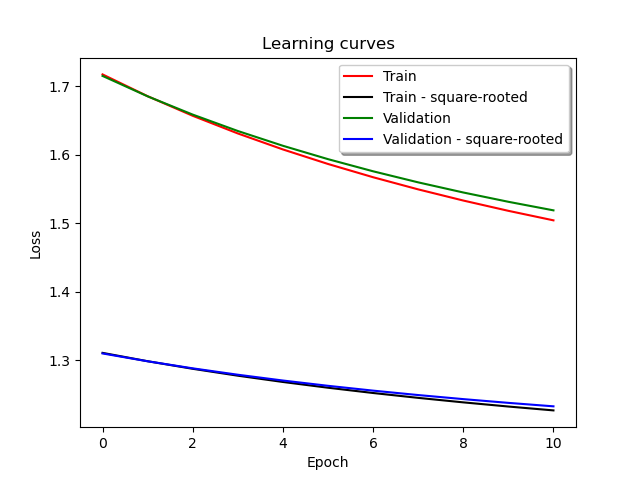 Learning curves
Train
Train - square-rooted
Validation
Validation - square-rooted
1.7
1.6
1.5
1.4
1.3
Loss
0 2 4 6 8 10
Epoch